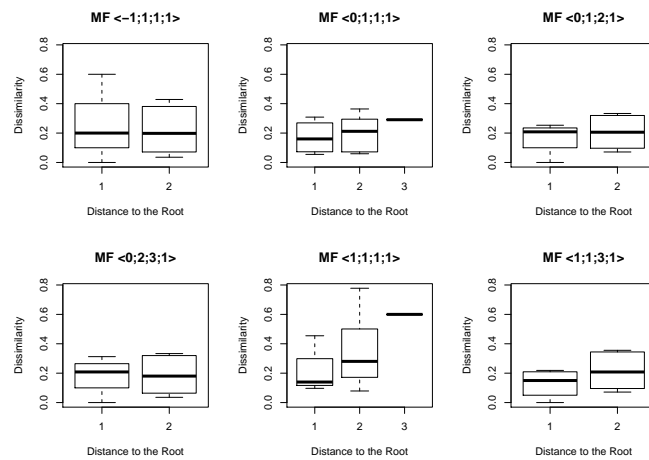 MF <−1;1;1;1>
Dissimilarity
0.0 0.2 0.4 0.6 0.8
1 2
Distance to the Root
MF <0;1;1;1>
Dissimilarity
0.0 0.2 0.4 0.6 0.8
1 2 3
Distance to the Root
MF <0;1;2;1>
Dissimilarity
0.0 0.2 0.4 0.6 0.8
1 2
Distance to the Root
MF <0;2;3;1>
Dissimilarity
0.0 0.2 0.4 0.6 0.8
1 2
Distance to the Root
MF <1;1;1;1>
Dissimilarity
0.0 0.2 0.4 0.6 0.8
1 2 3
Distance to the Root
MF <1;1;3;1>
Dissimilarity
0.0 0.2 0.4 0.6 0.8
1 2
Distance to the Root